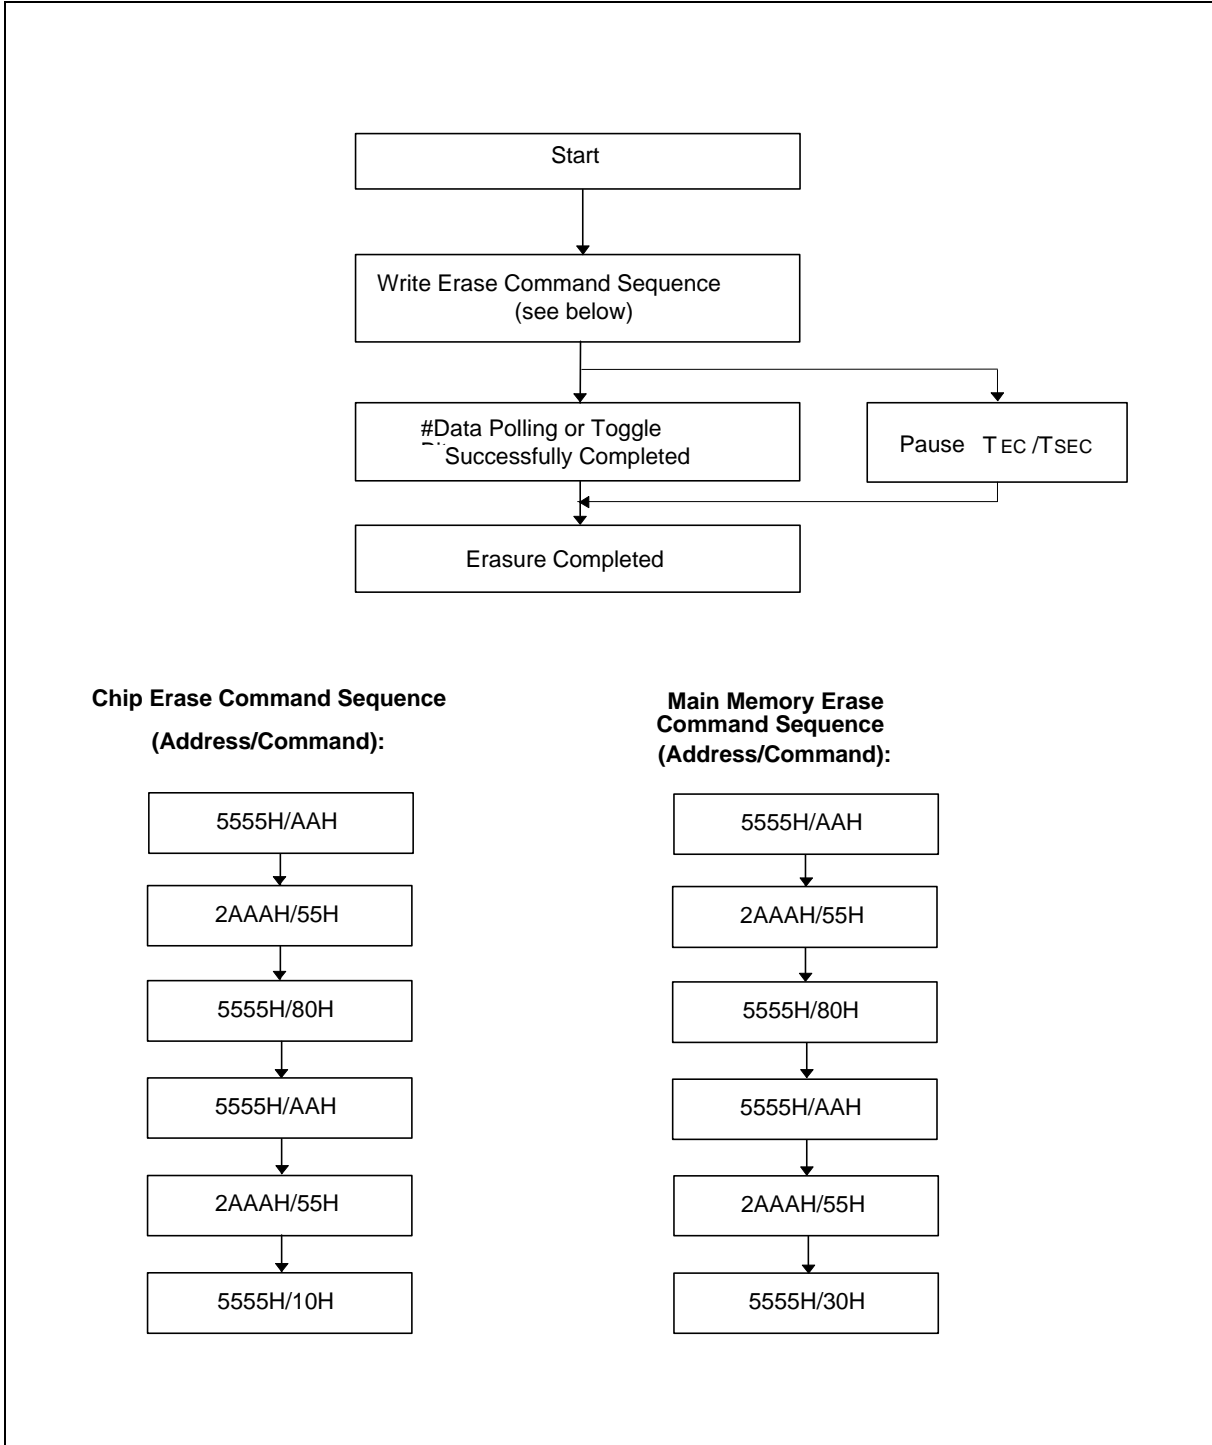 Start
Write Erase Command Sequence
(see below)
#Data Polling or Toggle
Successfully Completed
Pause TEC /TSEC
Erasure Completed
Chip Erase Command Sequence
(Address/Command):
5555H/AAH
2AAAH/55H
5555H/80H
5555H/AAH
2AAAH/55H
5555H/10H
Main Memory Erase
Command Sequence
(Address/Command):
5555H/AAH
2AAAH/55H
5555H/80H
5555H/AAH
2AAAH/55H
5555H/30H